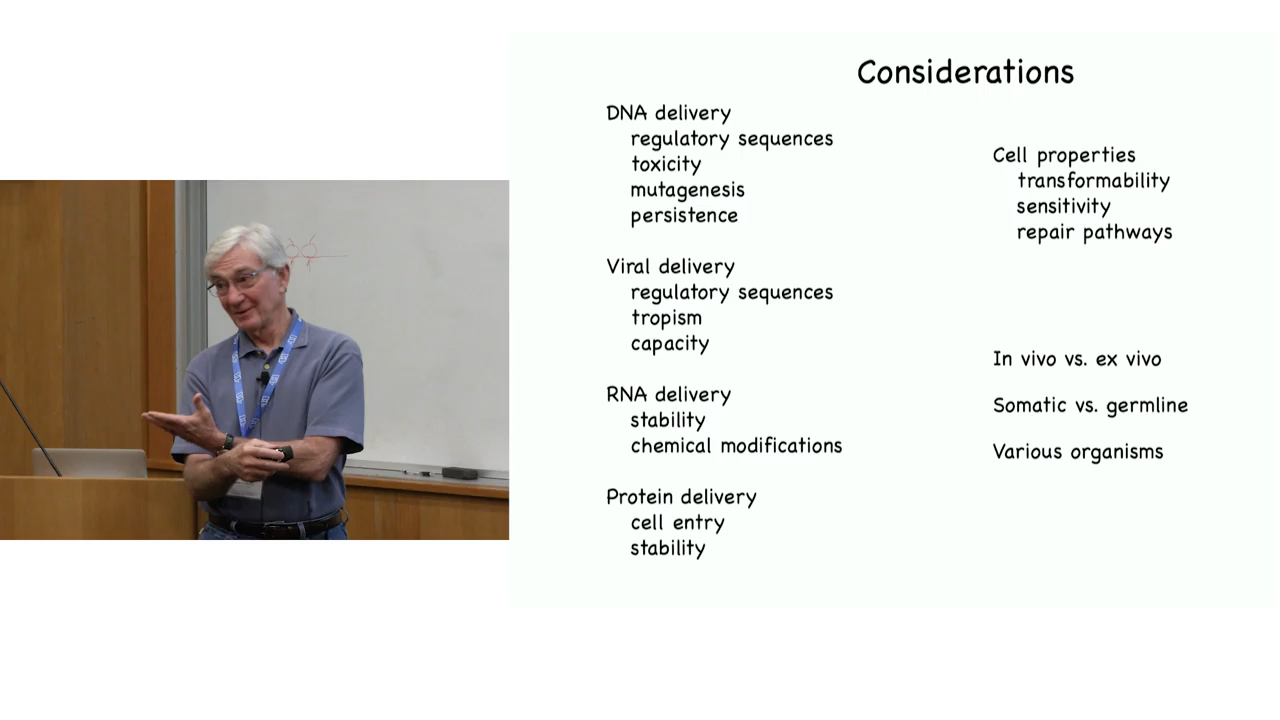 Considerations
DNA delivery
regulatory sequences
toxicity
mutagenesis
persistence
Viral delivery
regulatory sequences
tropism
capacity
RNA delivery
stability
chemical modifications
Protein delivery
cell entry
stability
Cell properties
transformability
sensitivity
repair pathways
In vivo vs. ex vivo
Somatic vs. germline
Various organisms